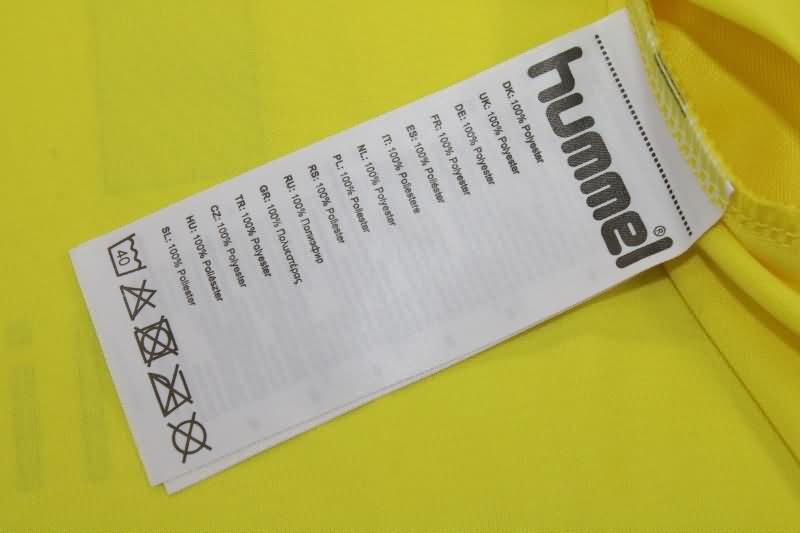 hummel®
DK: 100% Polyester
UK: 100% Polyester
DE: 100% Polyester
FR: 100% Polyester
ES: 100% Poliéster
IT: 100% Poliestere
NL: 100% Polyester
PL: 100% Poliester
RS: 100% Poliester
RU: 100% Полиэфир
GR: 100% Πολυεστέρας
TR: 100% Polyester
CZ: 100% Polyester
HU: 100% Poliészter
SL: 100% Poliester
40